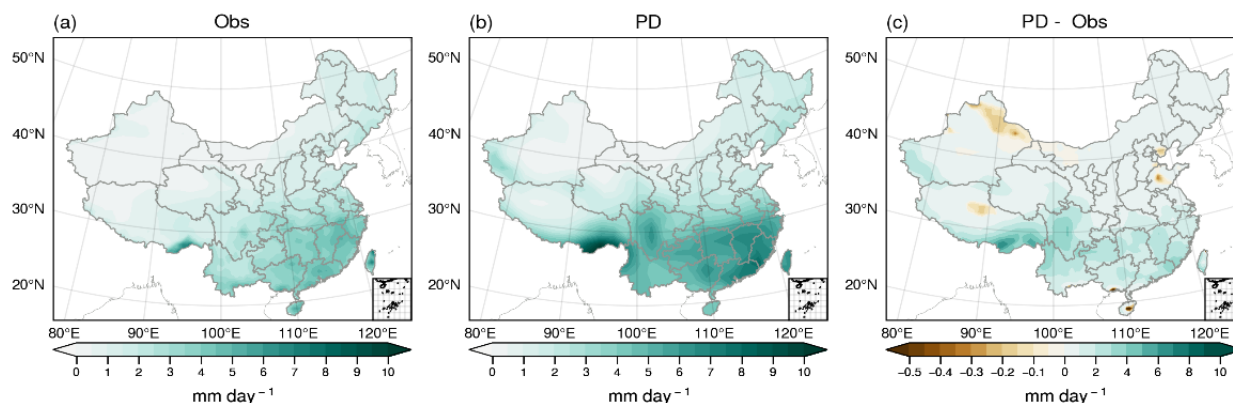 (a) Obs
(b) PD
(c) PD - Obs
50°N
40°N
30°N
20°N
80°E 90°E 100°E 110°E 120°E
50°N
40°N
30°N
20°N
80°E 90°E 100°E 110°E 120°E
50°N
40°N
30°N
20°N
80°E 90°E 100°E 110°E 120°E
0 1 2 3 4 5 6 7 8 9 10
0 1 2 3 4 5 6 7 8 9 10
−0.5 −0.4 −0.3 −0.2 −0.1 0 2 4 6 8 10
mm day⁻¹
mm day⁻¹
mm day⁻¹